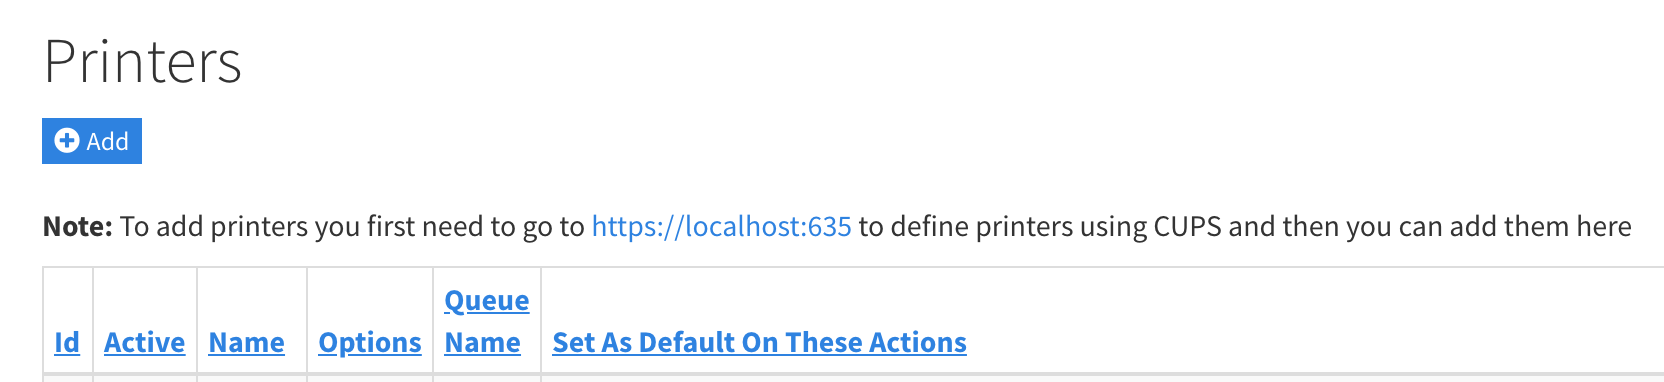 Printers
Add
Note: To add printers you first need to go to https://localhost:635 to define printers using CUPS and then you can add them here
Id Active Name Options Queue Name Set As Default On These Actions